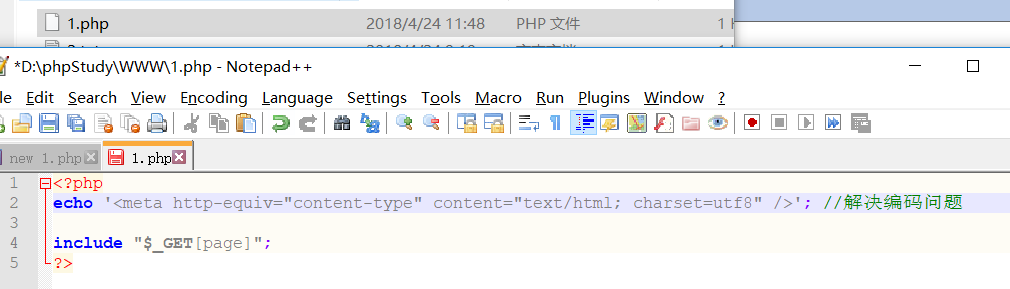 1.php 2018/4/24 11:48 PHP 文件
*D:\phpStudy\WWW\1.php - Notepad++
Edit Search View Encoding Language Settings Tools Macro Run Plugins Window ?
new 1.php 1.php
1 <?php
2 echo '<meta http-equiv="content-type" content="text/html; charset=utf8" />'; //解决编码问题
3
4 include "$_GET[page]";
5 ?>